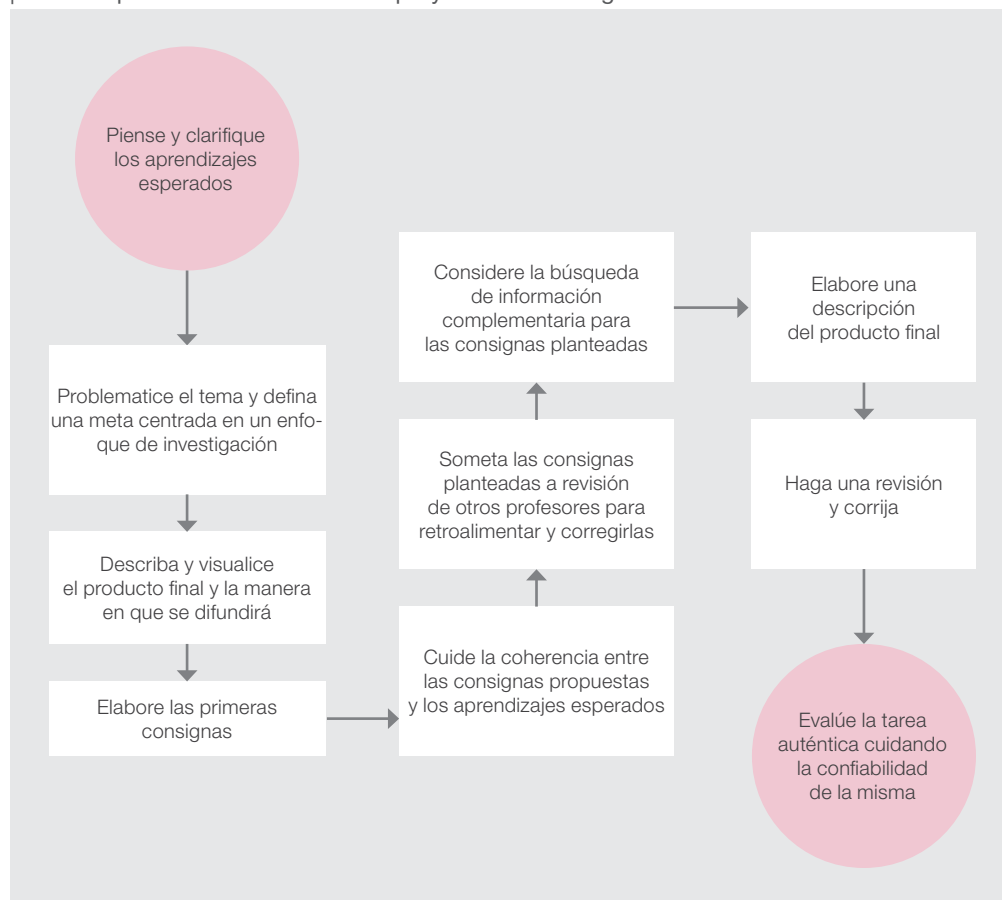 Piense y clarifique
los aprendizajes
esperados
Problematice el tema y defina
una meta centrada en un enfo-
que de investigación
Describa y visualice
el producto final y la manera
en que se difundirá
Elabore las primeras
consignas
Cuide la coherencia entre
las consignas propuestas
y los aprendizajes esperados
Someta las consignas
planteadas a revisión
de otros profesores para
retroalimentar y corregirlas
Considere la búsqueda
de información
complementaria para
las consignas planteadas
Elabore una
descripción
del producto final
Haga una revisión
y corrija
Evalúe la tarea
auténtica cuidando
la confiabilidad
de la misma